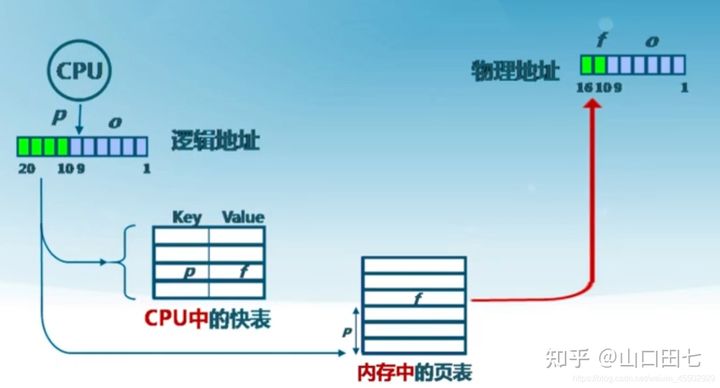 f o
CPU
物理地址
16 10 9 1
p o
逻辑地址
20 10 9 1
Key Value
p f
f
CPU中的快表
p
内存中的页表
知乎 @山口田七